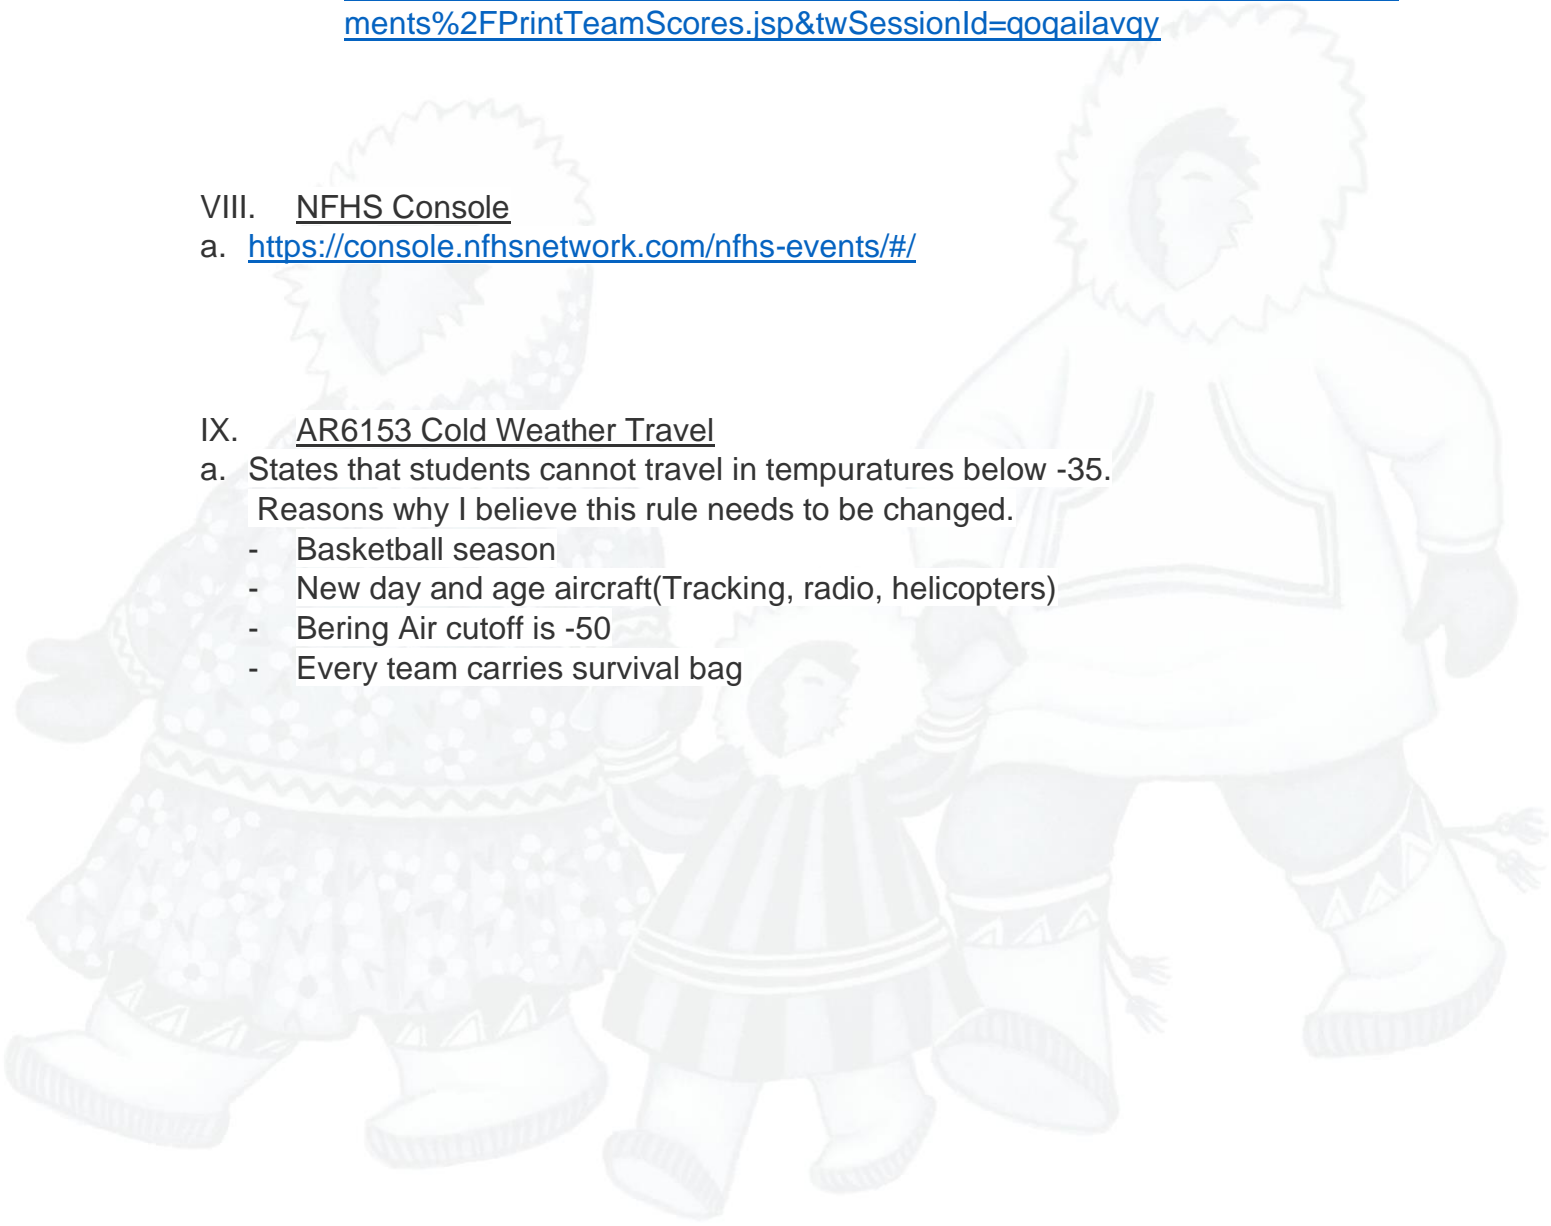 ments%2FPrintTeamScores.jsp&twSessionId=qoqailavqy
VIII. NFHS Console
a. https://console.nfhsnetwork.com/nfhs-events/#/
IX. AR6153 Cold Weather Travel
a. States that students cannot travel in tempuratures below -35.
Reasons why I believe this rule needs to be changed.
- Basketball season
- New day and age aircraft(Tracking, radio, helicopters)
- Bering Air cutoff is -50
- Every team carries survival bag